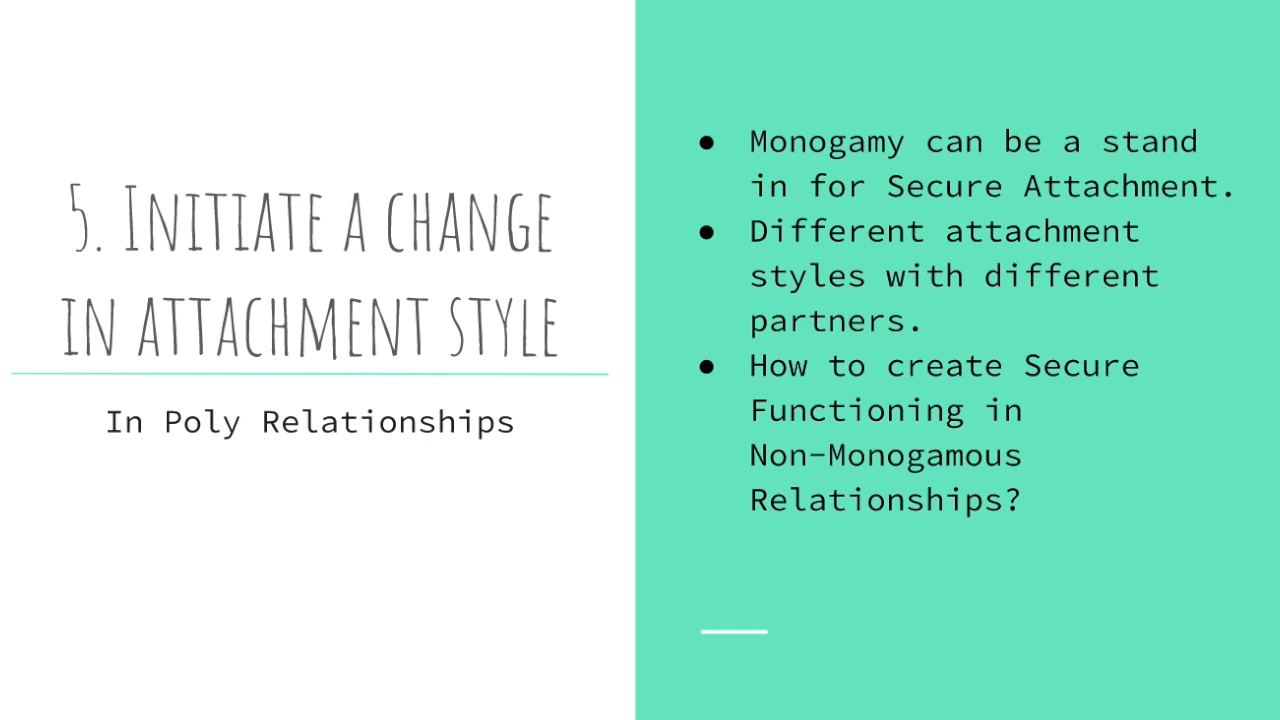 5. Initiate a change
in attachment style
In Poly Relationships
● Monogamy can be a stand
in for Secure Attachment.
● Different attachment
styles with different
partners.
● How to create Secure
Functioning in
Non-Monogamous
Relationships?